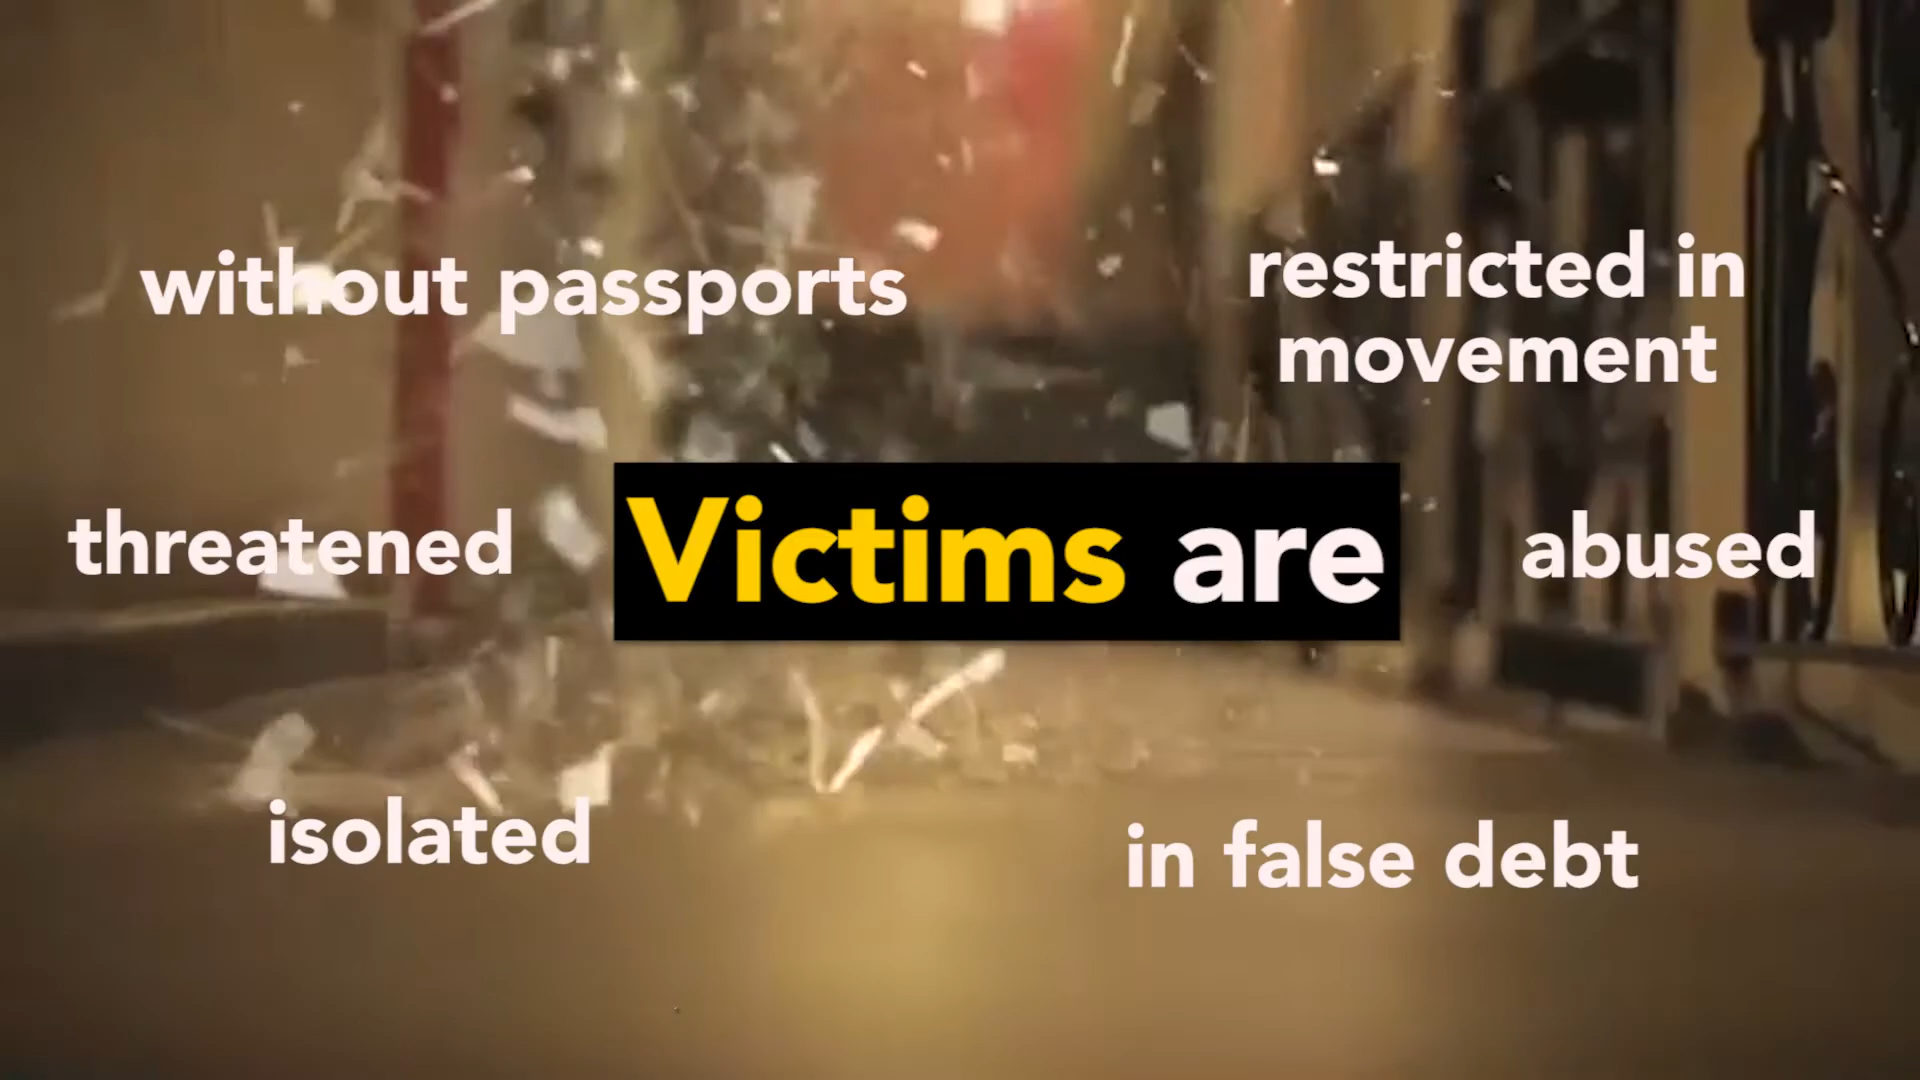 without passports
restricted in
movement
threatened
Victims are
abused
isolated
in false debt